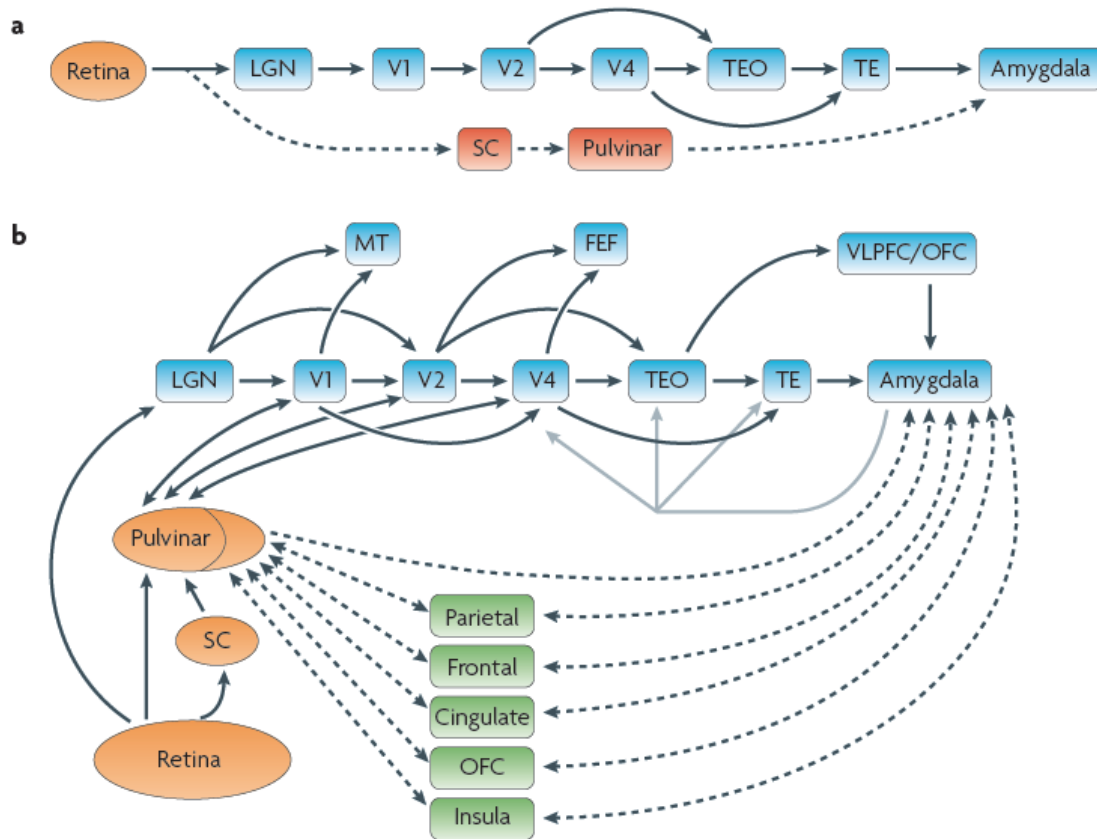 a
Retina LGN V1 V2 V4 TEO TE Amygdala
SC Pulvinar
b
MT FEF VLPFC/OFC
LGN V1 V2 V4 TEO TE Amygdala
Pulvinar
Parietal
SC
Frontal
Cingulate
Retina
OFC
Insula